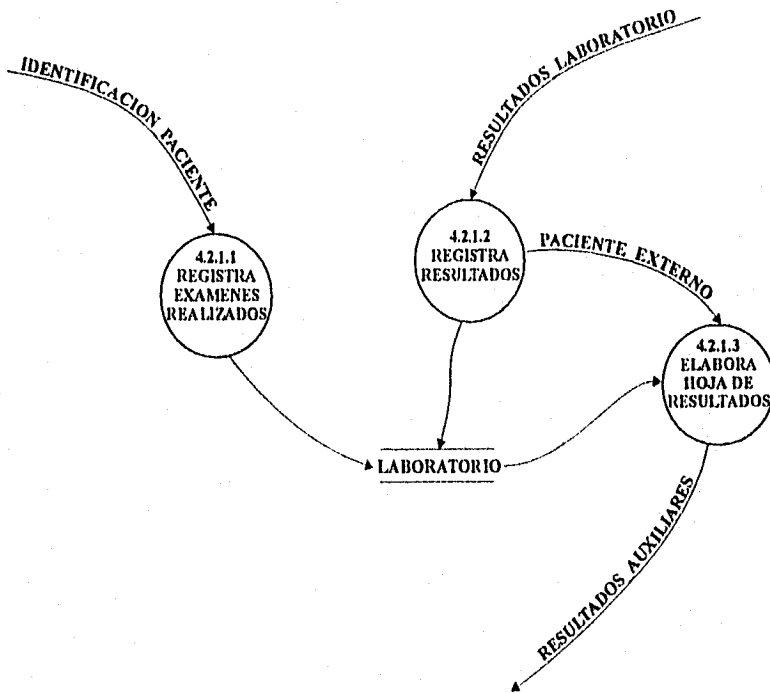 IDENTIFICACION PACIENTE
RESULTADOS LABORATORIO
4.2.1.1
REGISTRA
EXAMENES
REALIZADOS
4.2.1.2
REGISTRA
RESULTADOS
PACIENTE EXTERNO
4.2.1.3
ELABORA
HOJA DE
RESULTADOS
LABORATORIO
RESULTADOS AUXILIARES